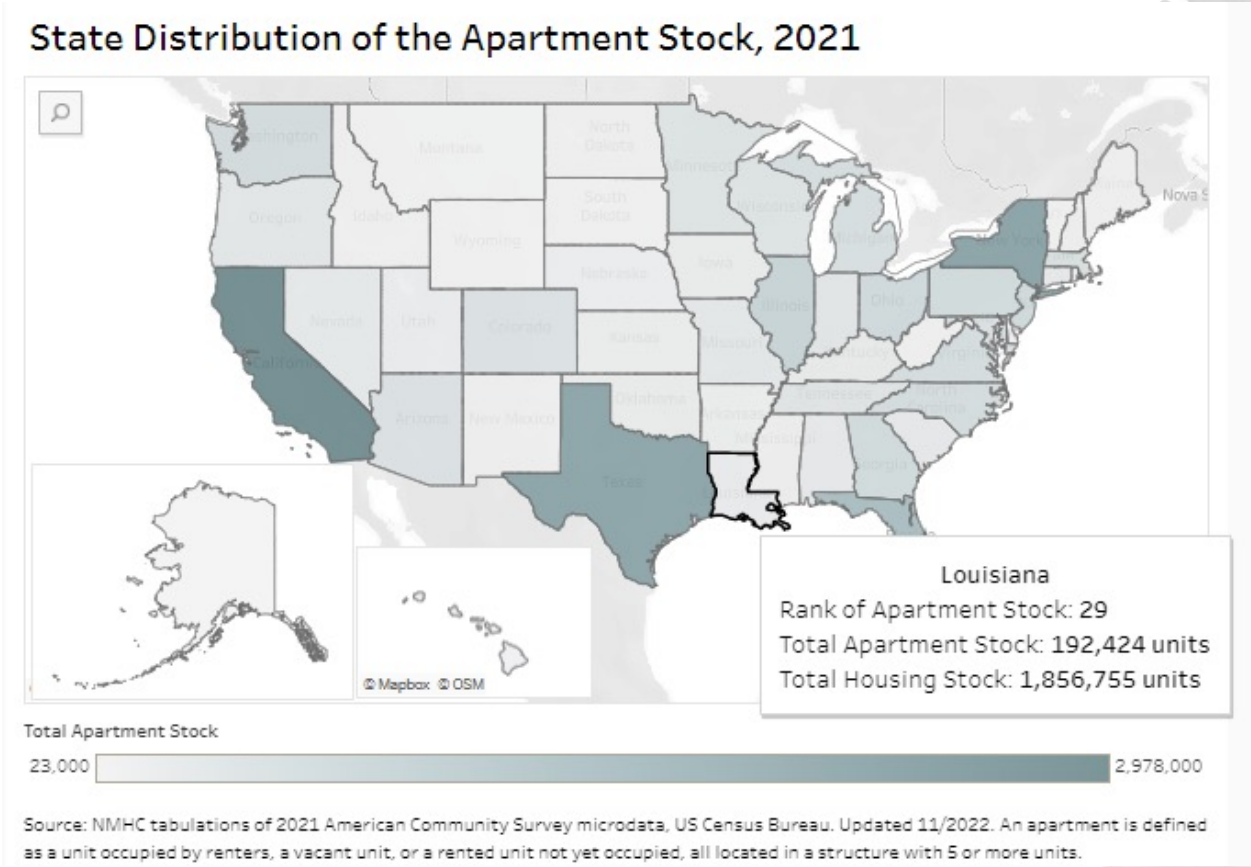 State Distribution of the Apartment Stock, 2021
Washington
Montana
North
Dakota
Minnesota
Oregon
Idaho
South
Dakota
Wisconsin
Nova S
Wyoming
Michigan
New York
Iowa
Nebraska
Nevada
Utah
Colorado
Illinois
Ohio
Kansas
Missouri
California
Kentucky
Virginia
Arizona
New Mexico
Oklahoma
Tennessee
North
Carolina
Arkansas
Mississippi
Texas
Georgia
Louisiana
Rank of Apartment Stock: 29
Total Apartment Stock: 192,424 units
Total Housing Stock: 1,856,755 units
© Mapbox © OSM
Total Apartment Stock
23,000
2,978,000
Source: NMHC tabulations of 2021 American Community Survey microdata, US Census Bureau. Updated 11/2022. An apartment is defined
as a unit occupied by renters, a vacant unit, or a rented unit not yet occupied, all located in a structure with 5 or more units.